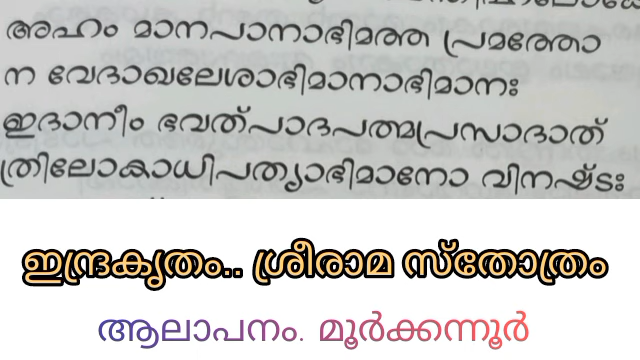 അഹം മാനപാനാഭിമത്ത പ്രമത്തോ
ന വേദാഖലേശാഭിമാനാഭിമാനഃ
ഇദാനീം ഭവത്പാദപത്മപ്രസാദാത്
ത്രിലോകാധിപത്യാഭിമാനോ വിനഷ്ടഃ
ഇന്ദ്രകൃതം.. ശ്രീരാമ സ്തോത്രം
ആലാപനം. മൂർക്കന്നൂർ